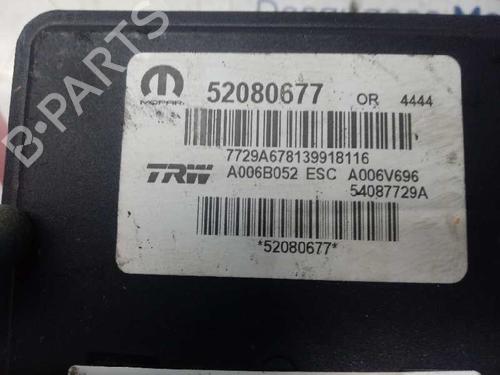 MOPAR
52080677 OR 4444
7729A678139918116
TRW A006B052 ESC A006V696
54087729A
*52080677*
B-PARTS